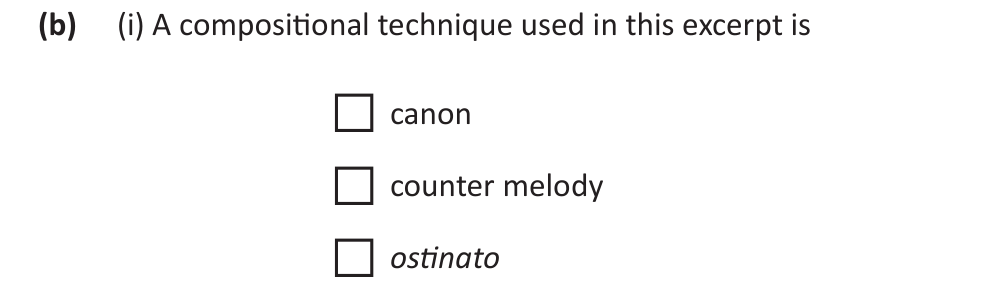 (b) (i) A compositional technique used in this excerpt is
canon
counter melody
ostinato